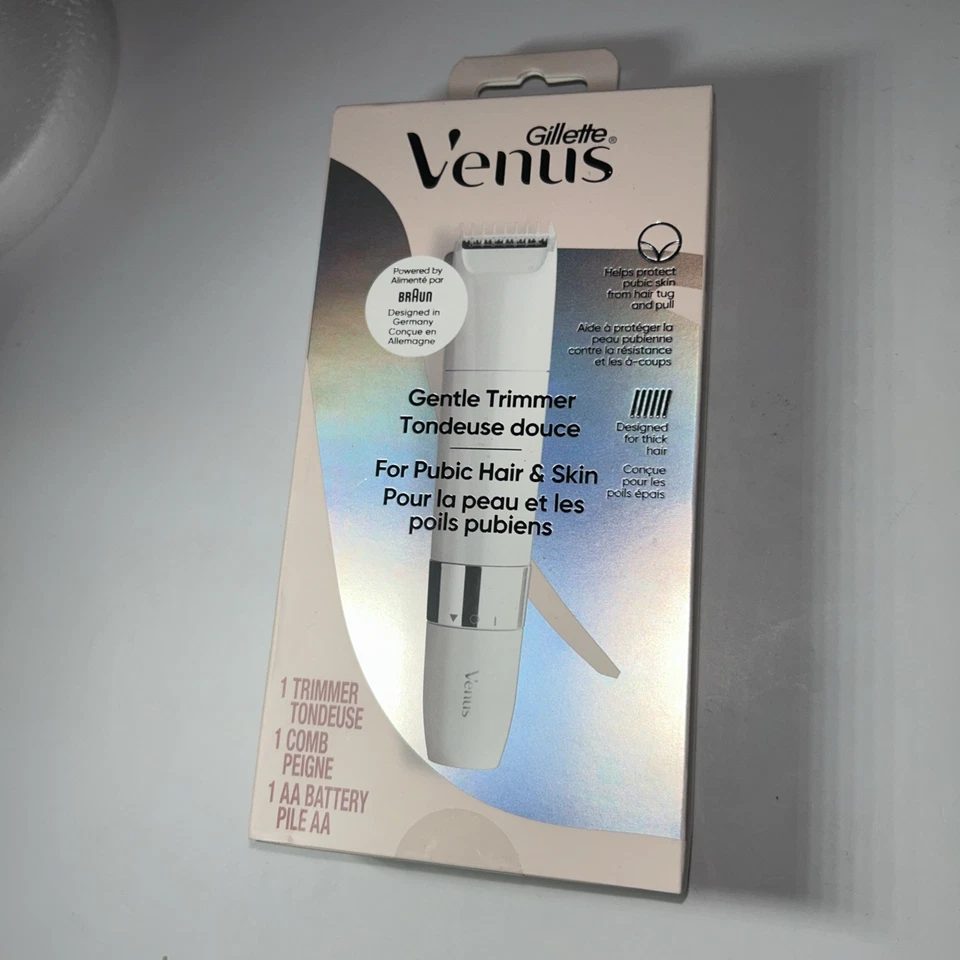 Gillette®
Venus
Powered by
Alimenté par
BRAUN
Designed in
Germany
Conçue en
Allemagne
Helps protect
pubic skin
from hair tug
and pull
Aide à protéger la
peau pubienne
contre la résistance
et les à-coups
Designed
for thick
hair
Conçue
pour les
poils épais
Gentle Trimmer
Tondeuse douce
For Pubic Hair & Skin
Pour la peau et les
poils pubiens
Venus
1 TRIMMER
TONDEUSE
1 COMB
PEIGNE
1 AA BATTERY
PILE AA